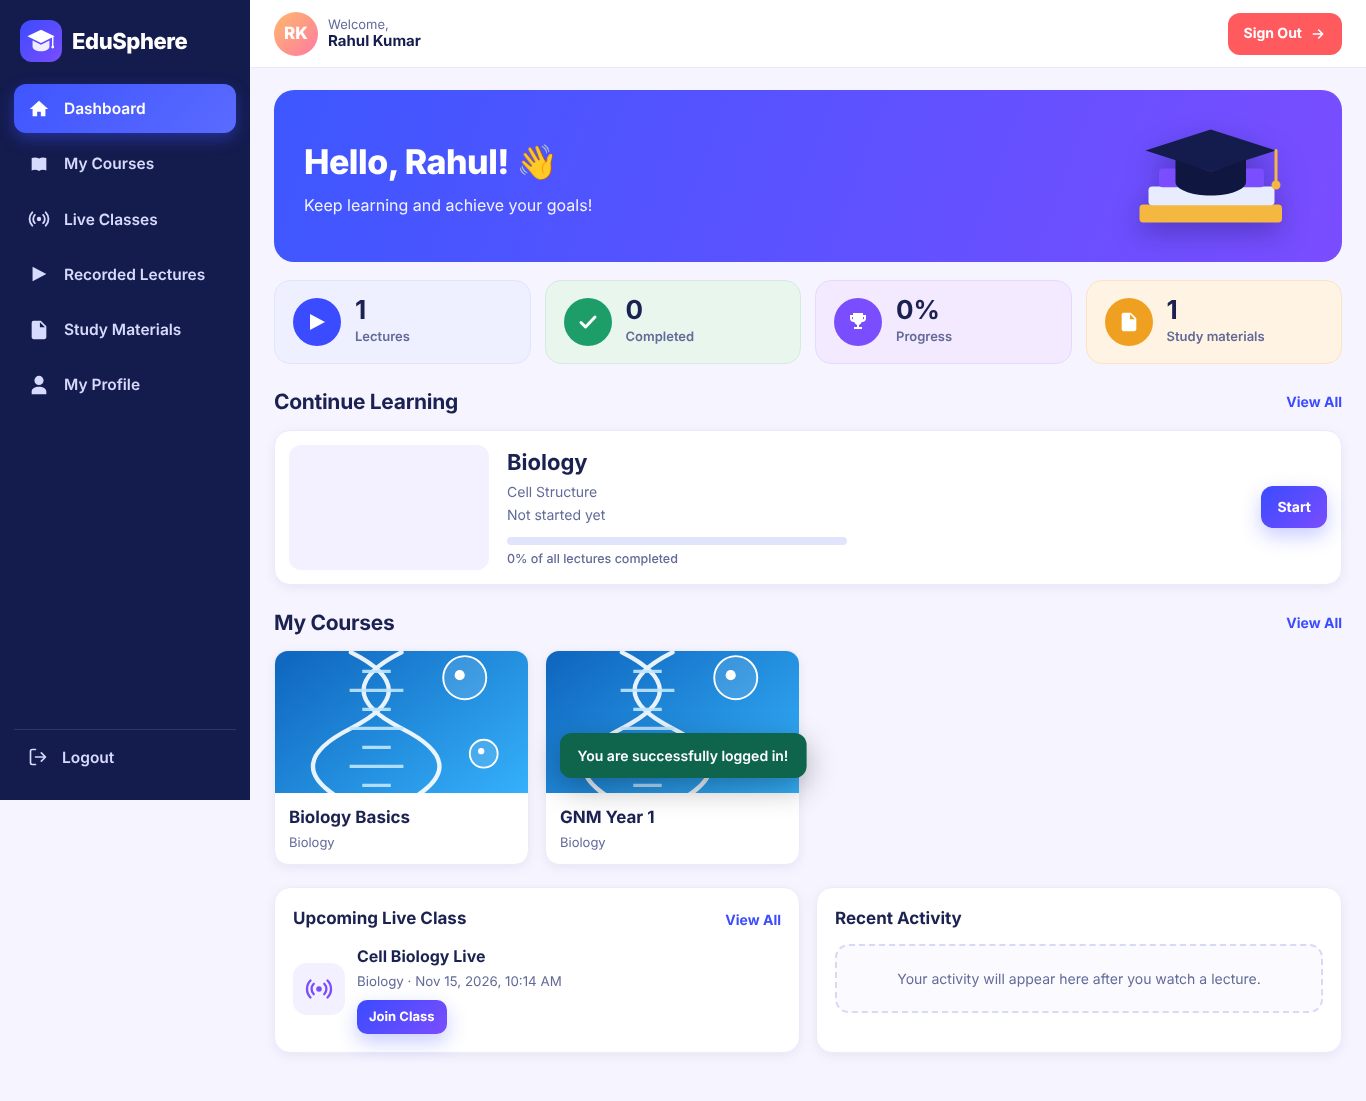 EduSphere
Dashboard
My Courses
Live Classes
Recorded Lectures
Study Materials
My Profile
Logout
RK
Welcome,
Rahul Kumar
Sign Out →
Hello, Rahul! 👋
Keep learning and achieve your goals!
1
Lectures
0
Completed
0%
Progress
1
Study materials
Continue Learning
View All
Biology
Cell Structure
Not started yet
0% of all lectures completed
Start
My Courses
View All
You are successfully logged in!
Biology Basics
Biology
GNM Year 1
Biology
Upcoming Live Class
View All
Cell Biology Live
Biology · Nov 15, 2026, 10:14 AM
Join Class
Recent Activity
Your activity will appear here after you watch a lecture.